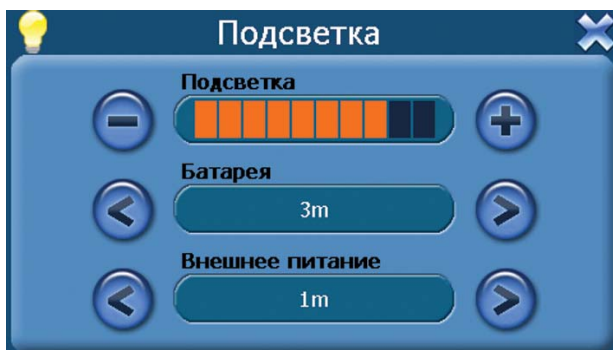 Подсветка
Подсветка
Батарея
3m
Внешнее питание
1m